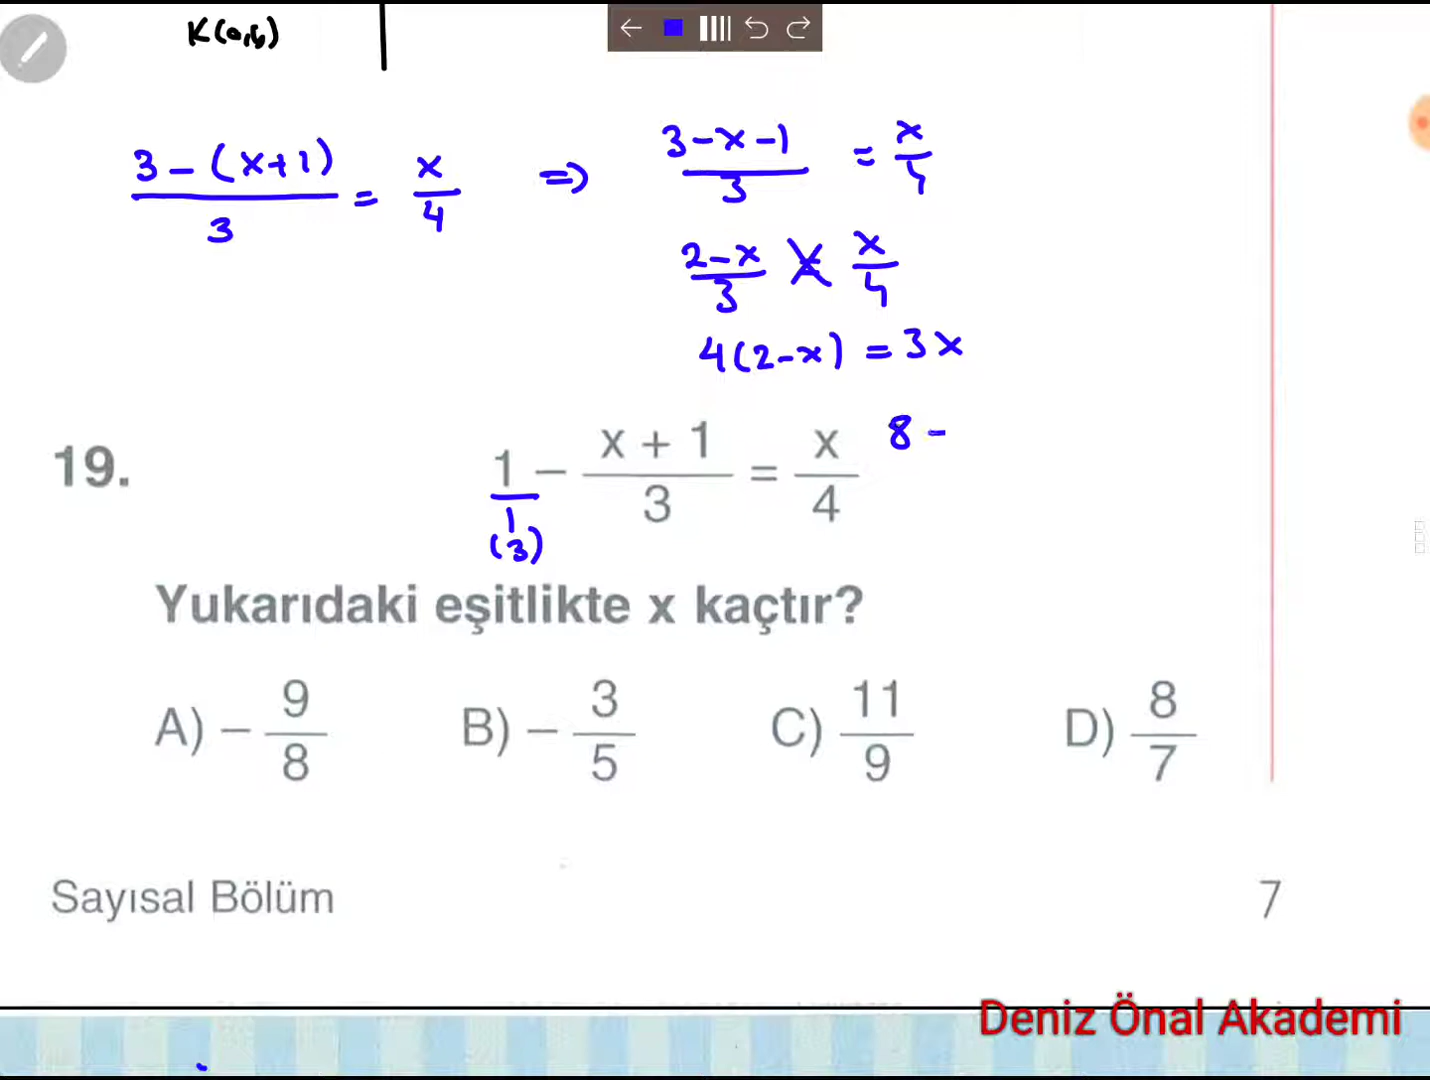 K(a,b)
3-(x+1)/3 = x/4 => 3-x-1/3 = x/4
2-x/3 x/4
4(2-x) = 3x
8-
19. 1 - x + 1/3 = x/4
1
(3)
Yukarıdaki eşitlikte x kaçtır?
A) - 9/8 B) - 3/5 C) 11/9 D) 8/7
Sayısal Bölüm 7
Deniz Önal Akademi